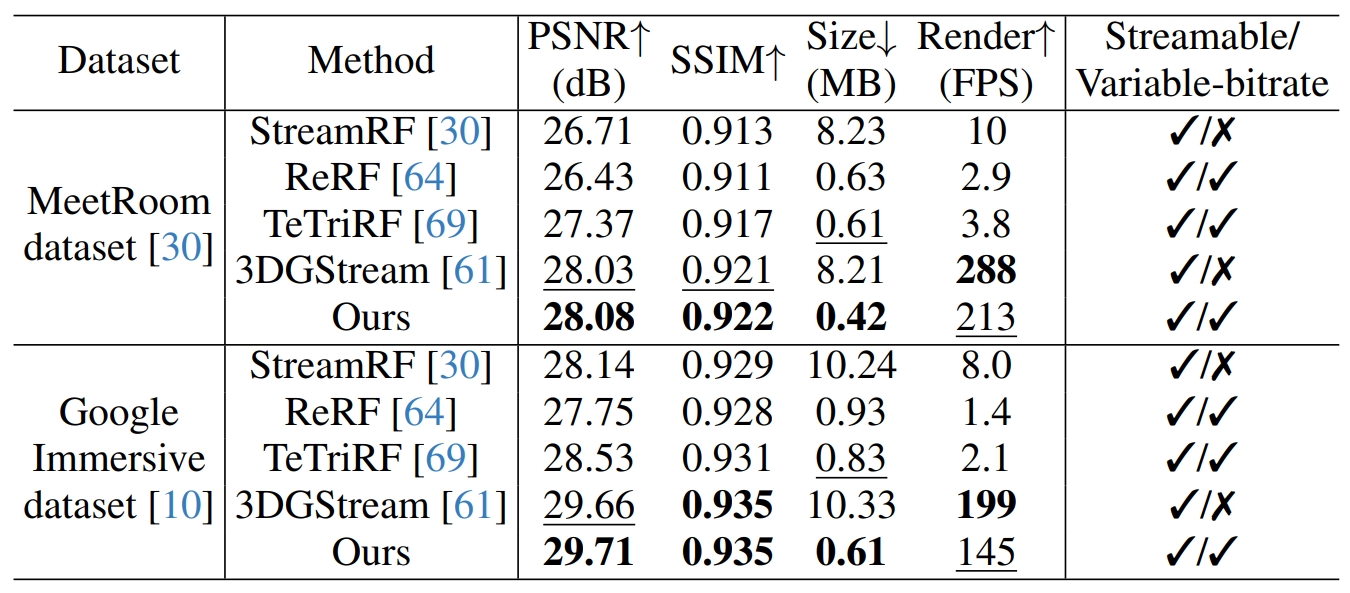 Dataset Method PSNR↑ (dB) SSIM↑ Size↓ (MB) Render↑ (FPS) Streamable/ Variable-bitrate
MeetRoom dataset [30]
StreamRF [30] 26.71 0.913 8.23 10 ✓/✗
ReRF [64] 26.43 0.911 0.63 2.9 ✓/✓
TeTriRF [69] 27.37 0.917 0.61 3.8 ✓/✓
3DGStream [61] 28.03 0.921 8.21 288 ✓/✗
Ours 28.08 0.922 0.42 213 ✓/✓
Google Immersive dataset [10]
StreamRF [30] 28.14 0.929 10.24 8.0 ✓/✗
ReRF [64] 27.75 0.928 0.93 1.4 ✓/✓
TeTriRF [69] 28.53 0.931 0.83 2.1 ✓/✓
3DGStream [61] 29.66 0.935 10.33 199 ✓/✗
Ours 29.71 0.935 0.61 145 ✓/✓